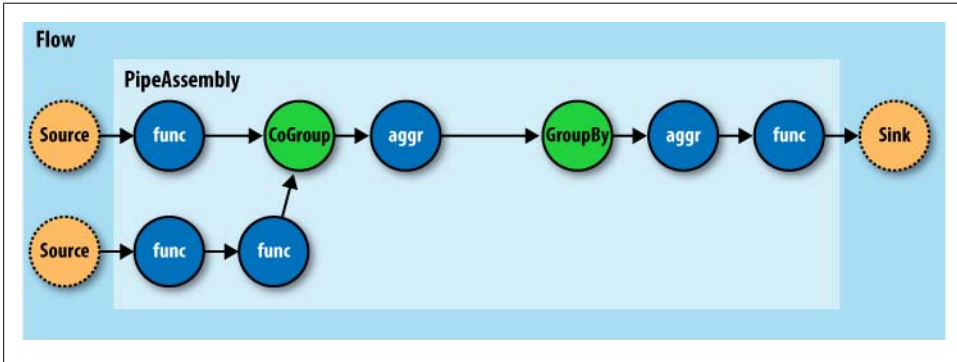 Flow
PipeAssembly
Source func CoGroup aggr GroupBy aggr func Sink
Source func func